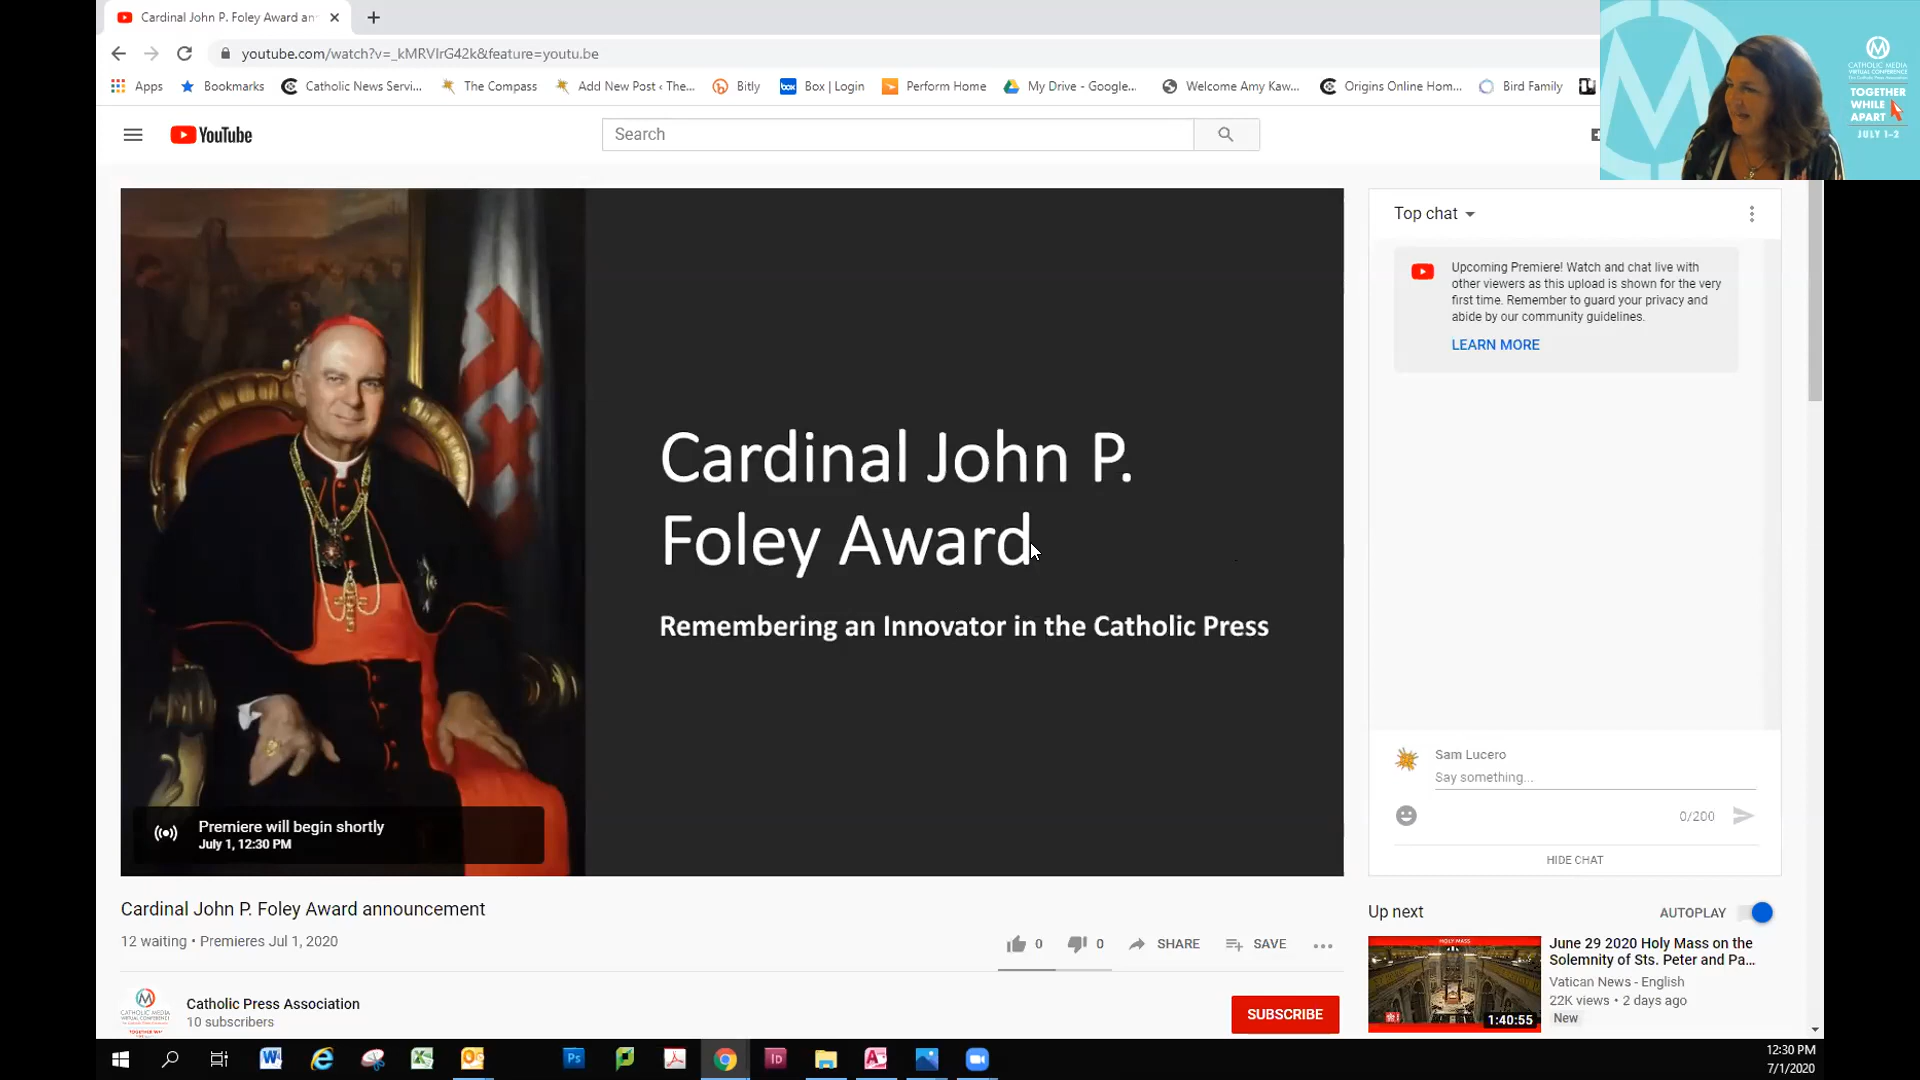 Cardinal John P. Foley Award an
youtube.com/watch?v=_kMRVIrG42k&feature=youtu.be
Apps
Bookmarks
Catholic News Servi...
The Compass
Add New Post ‹ The...
Bitly
Box | Login
Perform Home
My Drive - Google...
Welcome Amy Kaw...
Origins Online Hom...
Bird Family
CATHOLIC MEDIA
VIRTUAL CONFERENCE
TOGETHER
WHILE
APART
JULY 1-2
YouTube
Search
Cardinal John P.
Foley Award
Remembering an Innovator in the Catholic Press
Premiere will begin shortly
July 1, 12:30 PM
Top chat
Upcoming Premiere! Watch and chat live with
other viewers as this upload is shown for the very
first time. Remember to guard your privacy and
abide by our community guidelines.
LEARN MORE
Sam Lucero
Say something...
0/200
HIDE CHAT
Cardinal John P. Foley Award announcement
12 waiting • Premieres Jul 1, 2020
0
0
SHARE
SAVE
Catholic Press Association
10 subscribers
SUBSCRIBE
Up next
AUTOPLAY
HOLY MASS
1:40:55
June 29 2020 Holy Mass on the
Solemnity of Sts. Peter and Pa...
Vatican News - English
22K views • 2 days ago
New
12:30 PM
7/1/2020